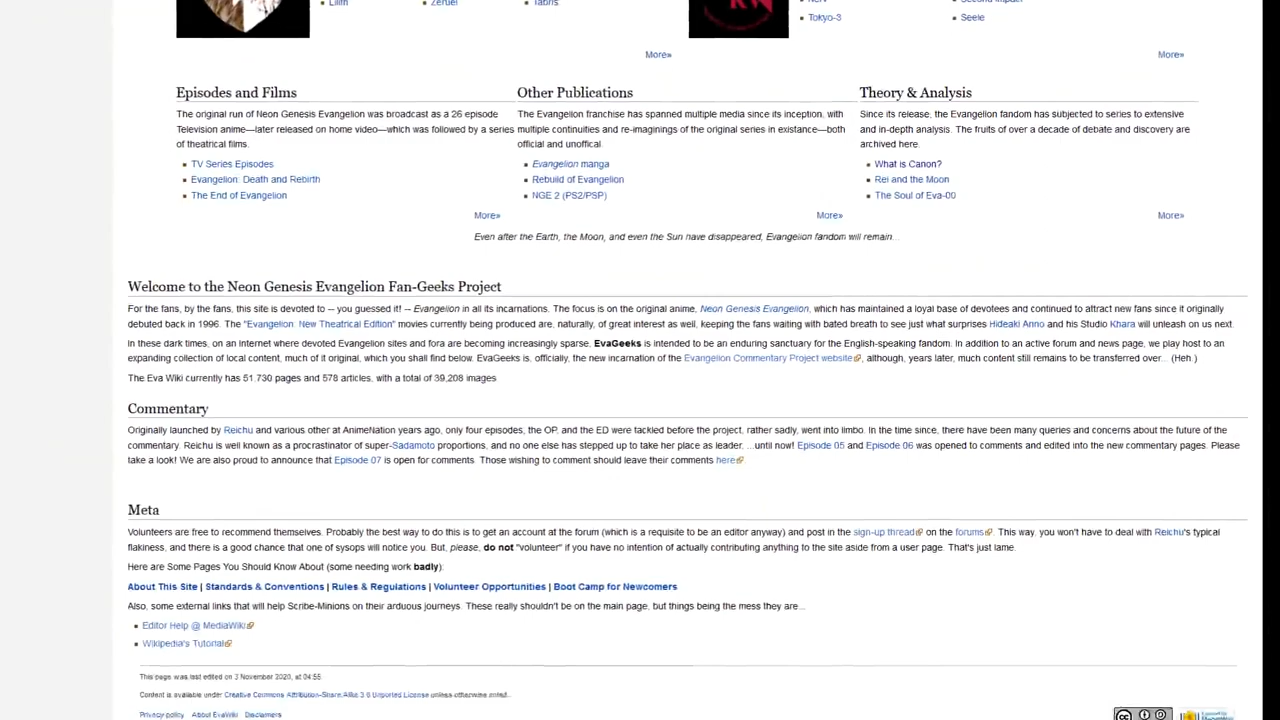 Lilith
Zeruel
Tabris
Tokyo-3
Seele
More»
More»
Episodes and Films
The original run of Neon Genesis Evangelion was broadcast as a 26 episode
Television anime—later released on home video—which was followed by a series
of theatrical films.
TV Series Episodes
Evangelion: Death and Rebirth
The End of Evangelion
More»
Other Publications
The Evangelion franchise has spanned multiple media since its inception, with
multiple continuities and re-imaginings of the original series in existance—both
official and unofficial.
Evangelion manga
Rebuild of Evangelion
NGE 2 (PS2/PSP)
More»
Theory & Analysis
Since its release, the Evangelion fandom has subjected to series to extensive
and in-depth analysis. The fruits of over a decade of debate and discovery are
archived here.
What is Canon?
Rei and the Moon
The Soul of Eva-00
More»
Even after the Earth, the Moon, and even the Sun have disappeared, Evangelion fandom will remain...
Welcome to the Neon Genesis Evangelion Fan-Geeks Project
For the fans, by the fans, this site is devoted to -- you guessed it! -- Evangelion in all its incarnations. The focus is on the original anime, Neon Genesis Evangelion, which has maintained a loyal base of devotees and continued to attract new fans since it originally
debuted back in 1996. The "Evangelion: New Theatrical Edition" movies currently being produced are, naturally, of great interest as well, keeping the fans waiting with bated breath to see just what surprises Hideaki Anno and his Studio Khara will unleash on us next.
In these dark times, on an Internet where devoted Evangelion sites and fora are becoming increasingly sparse, EvaGeeks is intended to be an enduring sanctuary for the English-speaking fandom. In addition to an active forum and news page, we play host to an
expanding collection of local content, much of it original, which you shall find below. EvaGeeks is, officially, the new incarnation of the Evangelion Commentary Project website, although, years later, much content still remains to be transferred over... (Heh.)
The Eva Wiki currently has 51,730 pages and 578 articles, with a total of 39,208 images
Commentary
Originally launched by Reichu and various other at AnimeNation years ago, only four episodes, the OP, and the ED were tackled before the project, rather sadly, went into limbo. In the time since, there have been many queries and concerns about the future of the
commentary. Reichu is well known as a procrastinator of super-Sadamoto proportions, and no one else has stepped up to take her place as leader, ...until now! Episode 05 and Episode 06 was opened to comments and edited into the new commentary pages. Please
take a look! We are also proud to announce that Episode 07 is open for comments. Those wishing to comment should leave their comments here.
Meta
Volunteers are free to recommend themselves. Probably the best way to do this is to get an account at the forum (which is a requisite to be an editor anyway) and post in the sign-up thread on the forums. This way, you won't have to deal with Reichu's typical
flakiness, and there is a good chance that one of sysops will notice you. But, please, do not "volunteer" if you have no intention of actually contributing anything to the site aside from a user page. That's just lame.
Here are Some Pages You Should Know About (some needing work badly):
About This Site | Standards & Conventions | Rules & Regulations | Volunteer Opportunities | Boot Camp for Newcomers
Also, some external links that will help Scribe-Minions on their arduous journeys. These really shouldn't be on the main page, but things being the mess they are...
Editor Help @ MediaWiki
Wikipedia's Tutorial
This page was last edited on 3 November 2020, at 04:55.
Content is available under Creative Commons Attribution-Share Alike 3.0 Unported License unless otherwise noted.
Privacy policy About EvaWiki Disclaimers